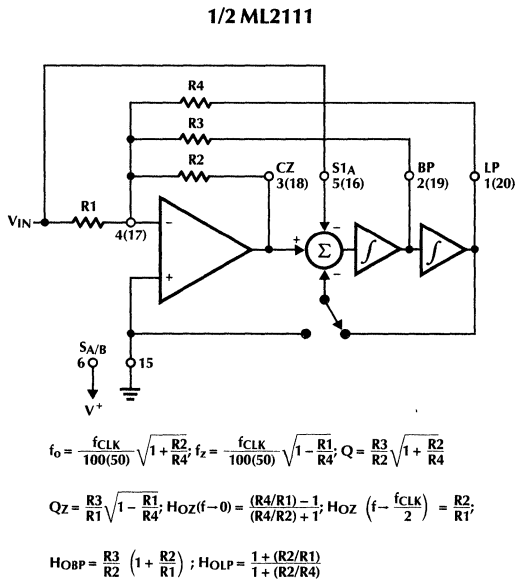 1/2 ML2111
R4
R3
R2
CZ
3(18)
S1A
5(16)
BP
2(19)
LP
1(20)
R1
VIN
4(17)
−
+
+
−
Σ
−
∫
∫
SA/B
6
15
V+
fo = fCLK/100(50) √(1 + R2/R4); fz = fCLK/100(50) √(1 − R1/R4); Q = R3/R2 √(1 + R2/R4)
QZ = R3/R1 √(1 − R1/R4); HOZ(f→0) = (R4/R1) − 1/(R4/R2) + 1; HOZ (f→ fCLK/2) = R2/R1;
HOBP = R3/R2 (1 + R2/R1) ; HOLP = 1 + (R2/R1)/1 + (R2/R4)